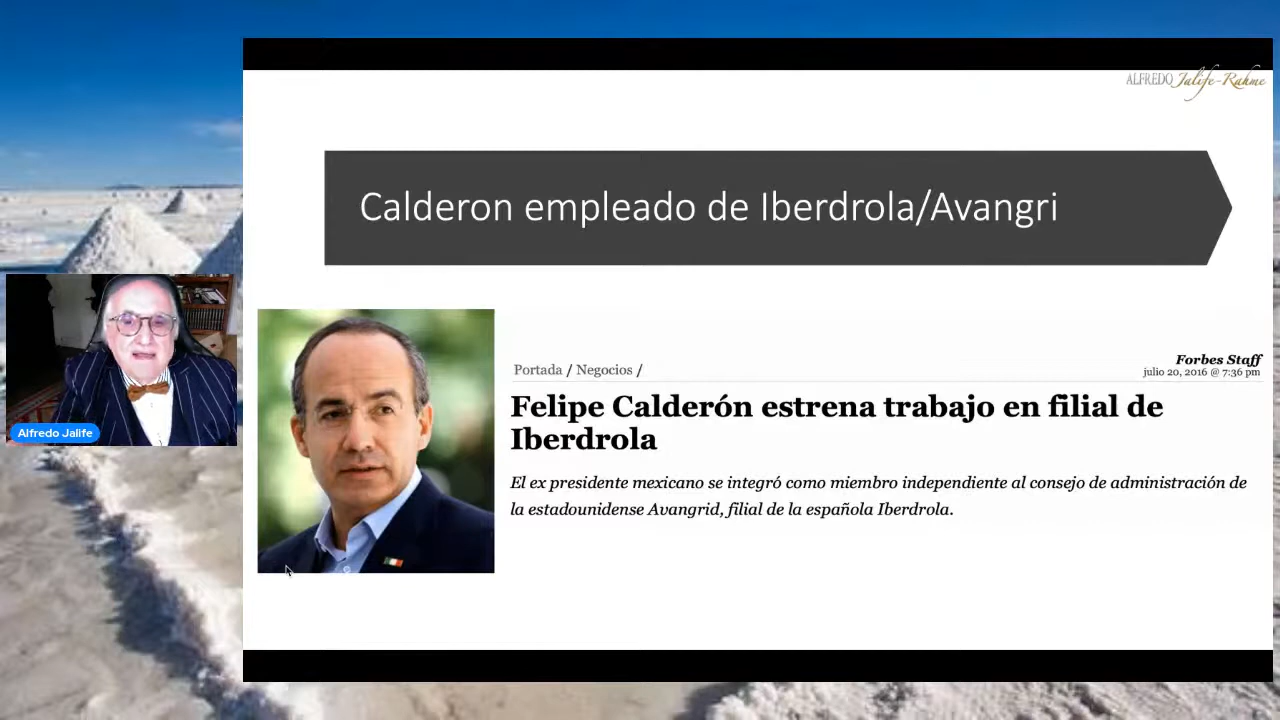 ALFREDO Jalife-Rahme
Calderon empleado de Iberdrola/Avangri
Portada / Negocios /
Forbes Staff
julio 20, 2016 @ 7:36 pm
Felipe Calderón estrena trabajo en filial de
Iberdrola
El ex presidente mexicano se integró como miembro independiente al consejo de administración de
la estadounidense Avangrid, filial de la española Iberdrola.
Alfredo Jalife